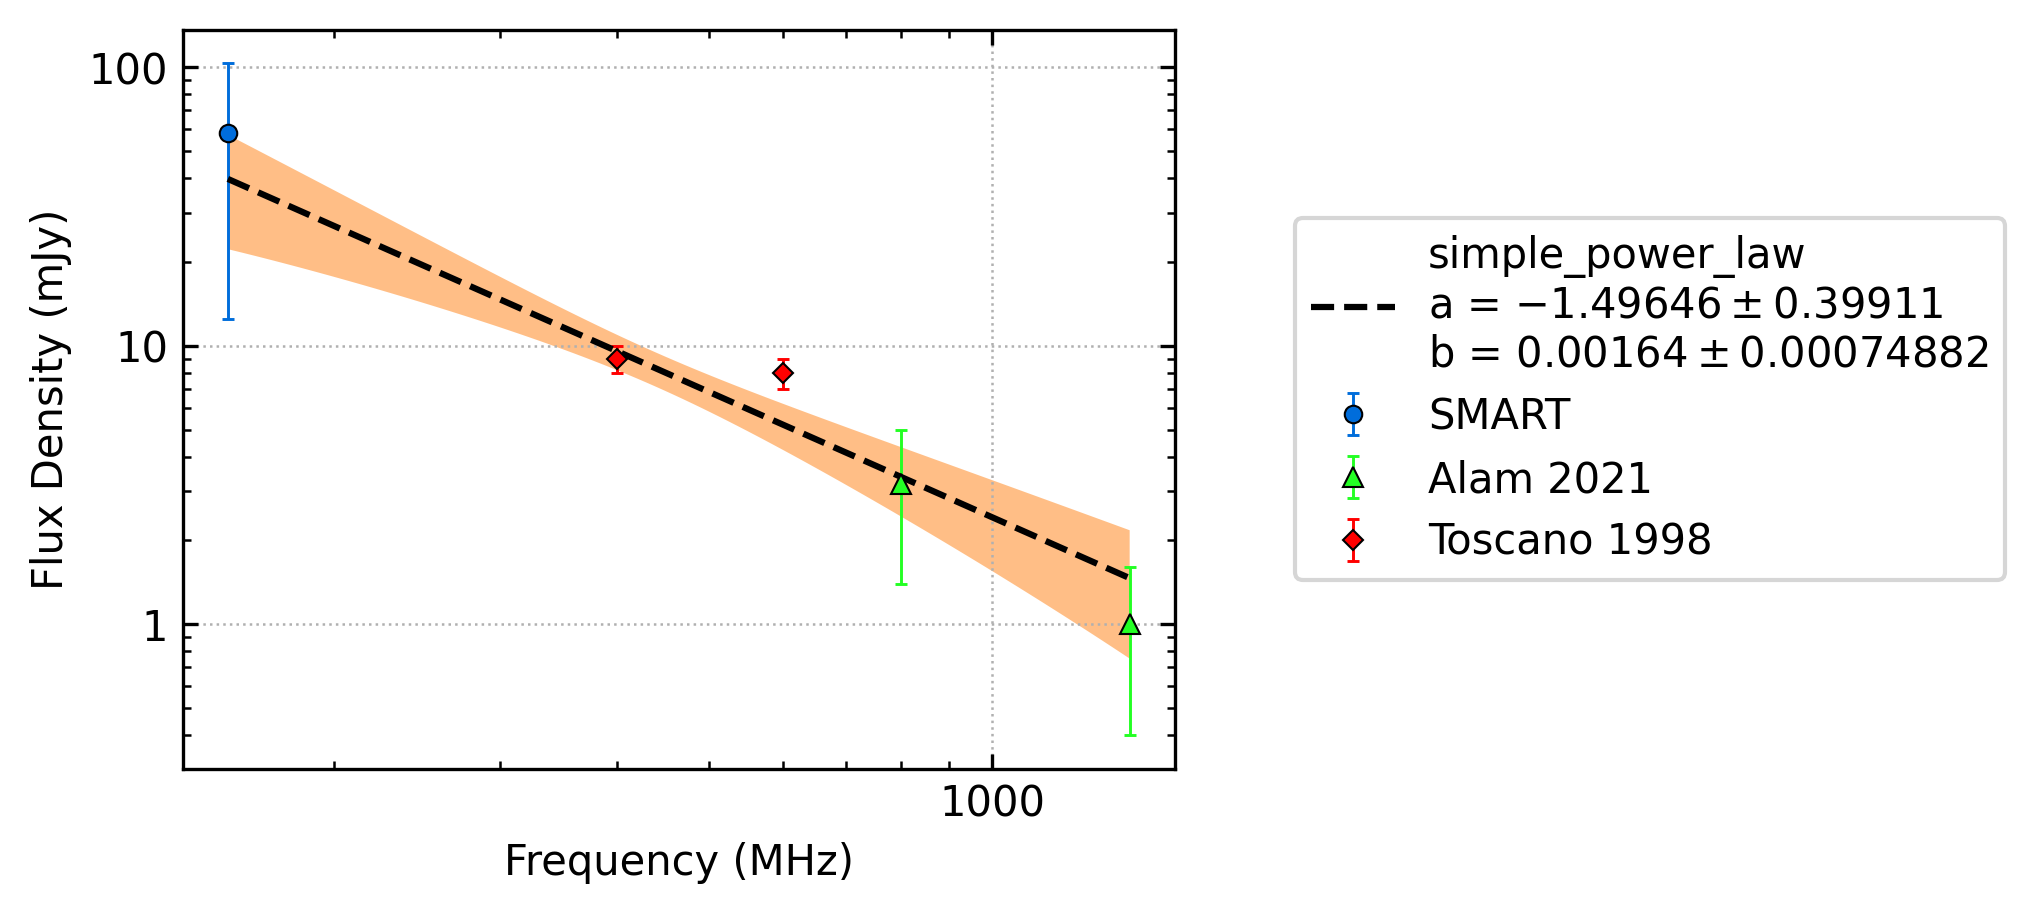 100
10
1
Flux Density (mJy)
1000
Frequency (MHz)
simple_power_law
a = −1.49646 ± 0.39911
b = 0.00164 ± 0.00074882
SMART
Alam 2021
Toscano 1998